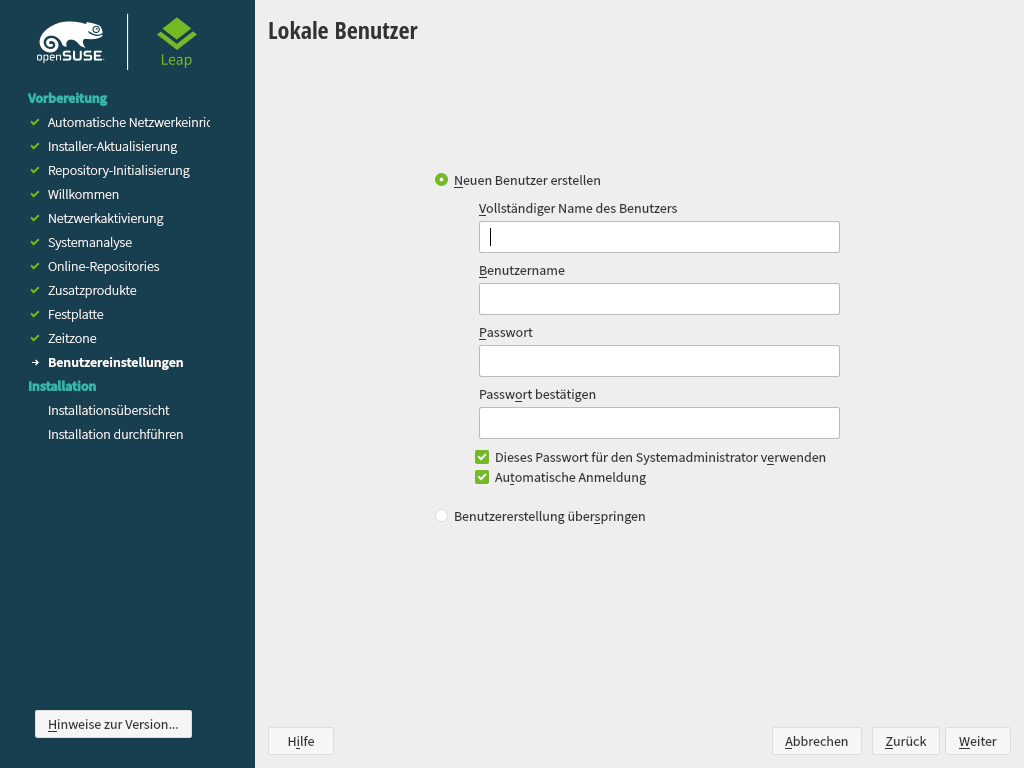 openSUSE
Leap
Lokale Benutzer
Vorbereitung
Automatische Netzwerkeinric
Installer-Aktualisierung
Repository-Initialisierung
Willkommen
Netzwerkaktivierung
Systemanalyse
Online-Repositories
Zusatzprodukte
Festplatte
Zeitzone
Benutzereinstellungen
Installation
Installationsübersicht
Installation durchführen
Hinweise zur Version...
Neuen Benutzer erstellen
Vollständiger Name des Benutzers
Benutzername
Passwort
Passwort bestätigen
Dieses Passwort für den Systemadministrator verwenden
Automatische Anmeldung
Benutzererstellung überspringen
Hilfe
Abbrechen
Zurück
Weiter